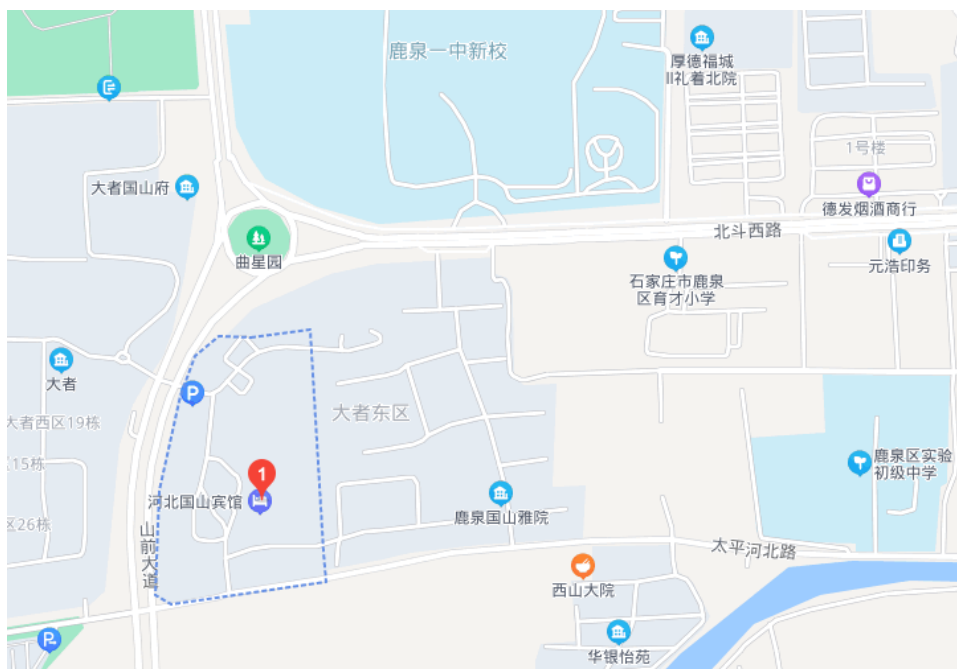 鹿泉一中新校
厚德福城
II礼着北院
1号楼
大者国山府
德发烟酒商行
北斗西路
曲星园
元浩印务
石家庄市鹿泉
区育才小学
P
大者
大者东区
大者西区19栋
鹿泉区实验
初级中学
区15栋
1
河北国山宾馆
鹿泉国山雅院
区26栋
山前大道
太平河北路
西山大院
P
华银怡苑